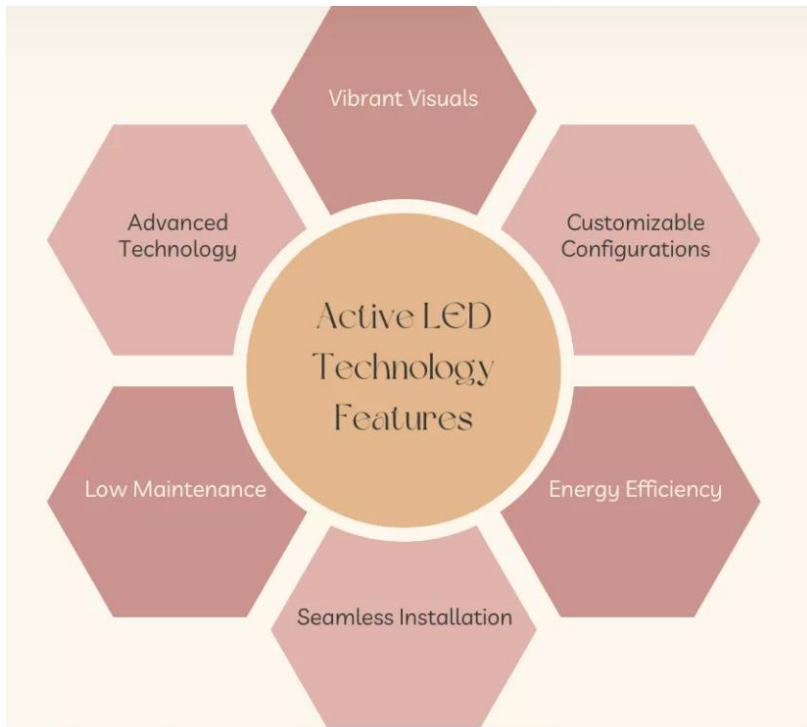 Vibrant Visuals
Advanced
Technology
Customizable
Configurations
Active LED
Technology
Features
Low Maintenance
Energy Efficiency
Seamless Installation